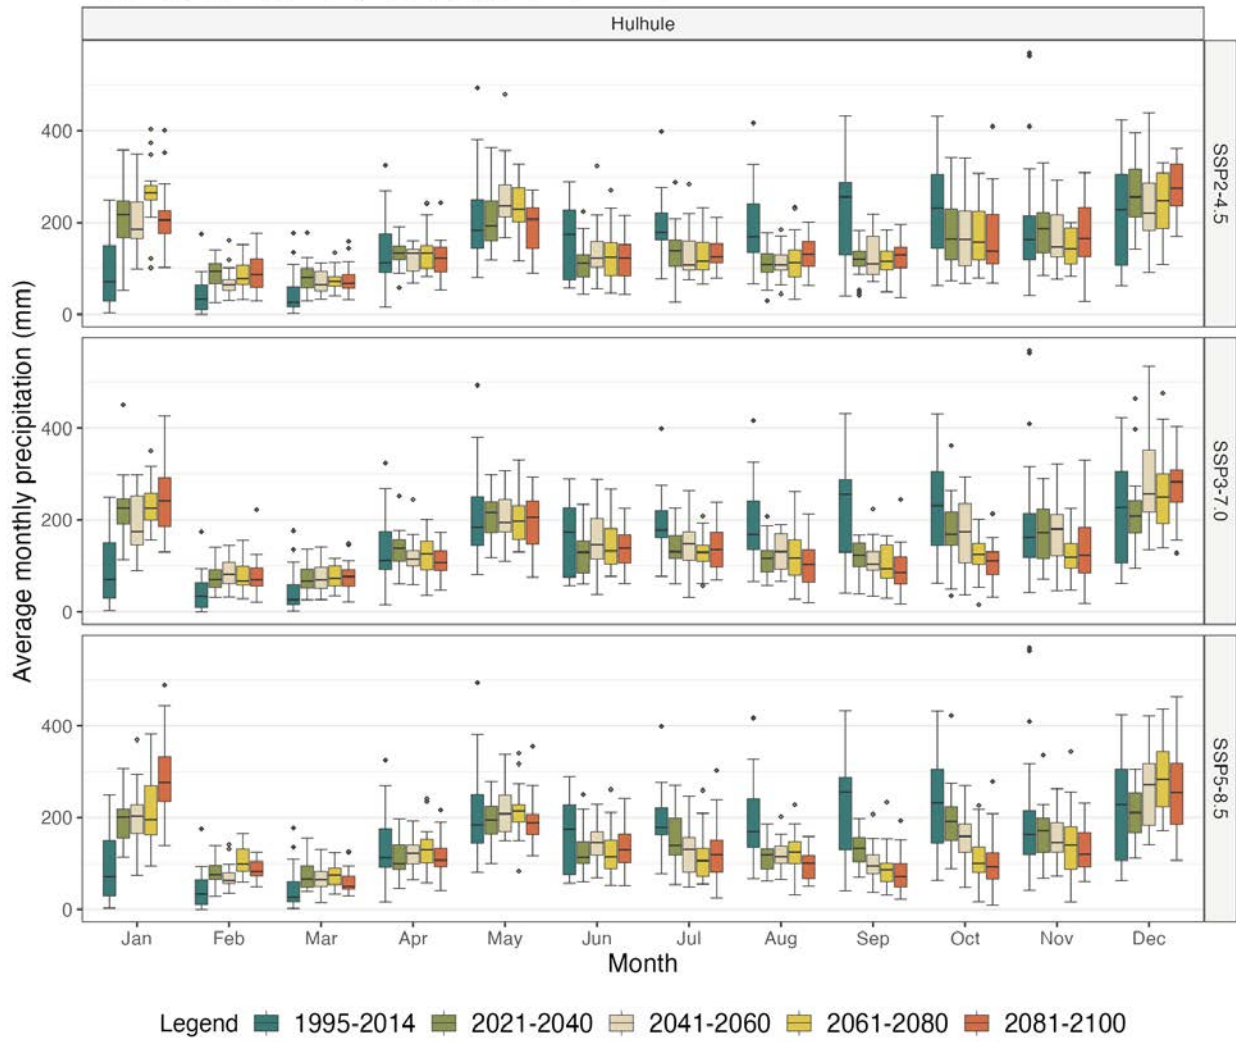 Hulhule
Average monthly precipitation (mm)
400
200
0
SSP2-4.5
400
200
0
SSP3-7.0
400
200
0
SSP5-8.5
Jan Feb Mar Apr May Jun Jul Aug Sep Oct Nov Dec
Month
Legend 1995-2014 2021-2040 2041-2060 2061-2080 2081-2100